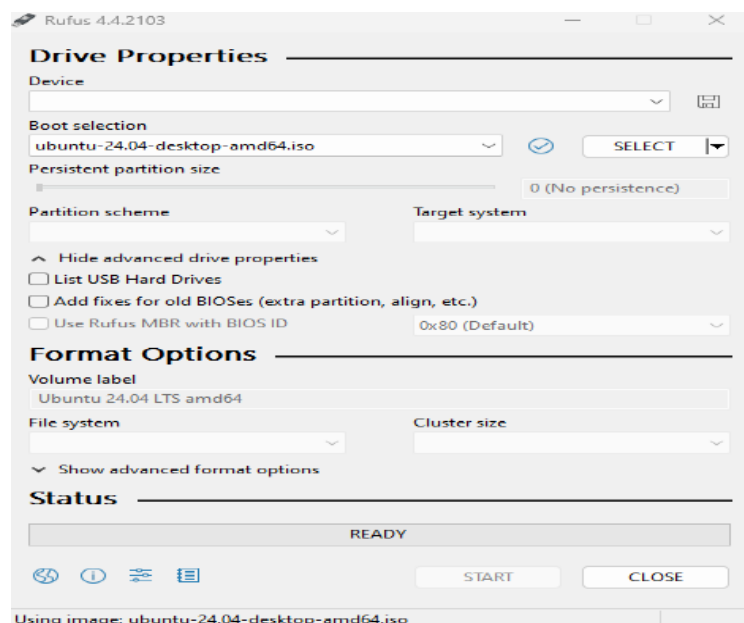 Rufus 4.4.2103
Drive Properties
Device
Boot selection
ubuntu-24.04-desktop-amd64.iso
SELECT
Persistent partition size
0 (No persistence)
Partition scheme Target system
Hide advanced drive properties
List USB Hard Drives
Add fixes for old BIOSes (extra partition, align, etc.)
Use Rufus MBR with BIOS ID 0x80 (Default)
Format Options
Volume label
Ubuntu 24.04 LTS amd64
File system Cluster size
Show advanced format options
Status
READY
START CLOSE
Using image: ubuntu-24.04-desktop-amd64.iso